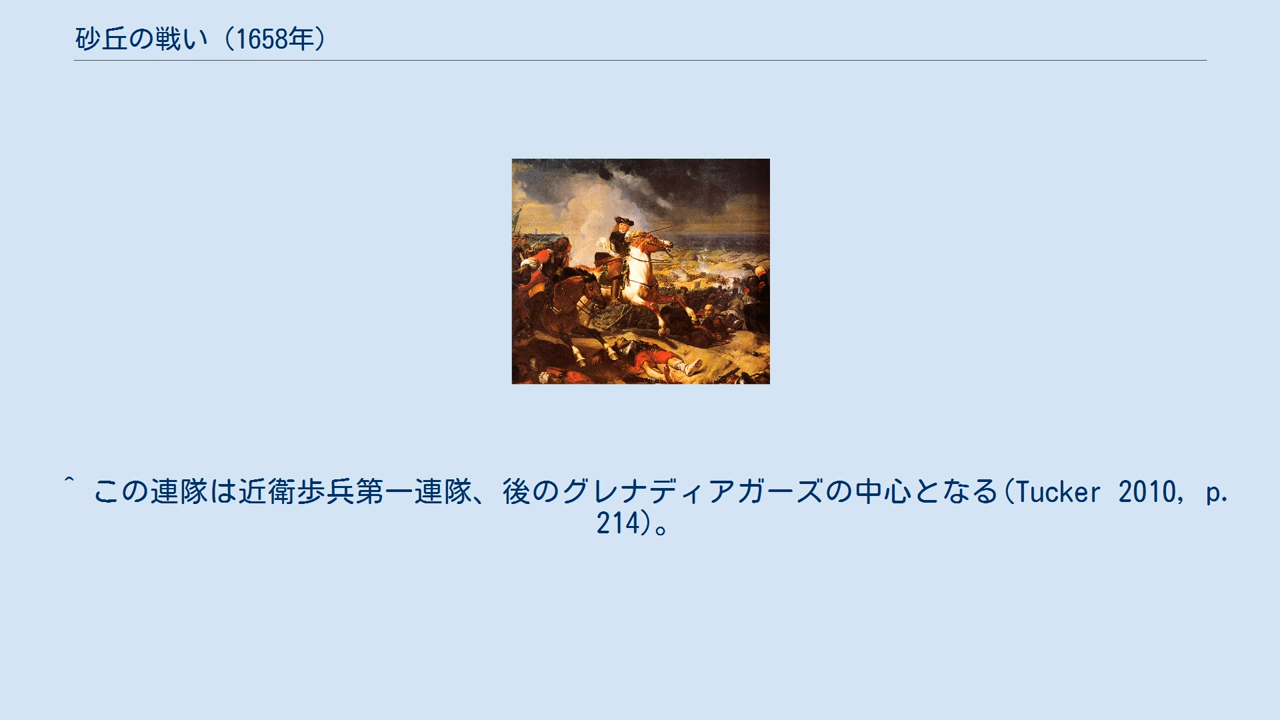 砂丘の戦い（1658年）
^ この連隊は近衛歩兵第一連隊、後のグレナディアガーズの中心となる(Tucker 2010, p.
214)。